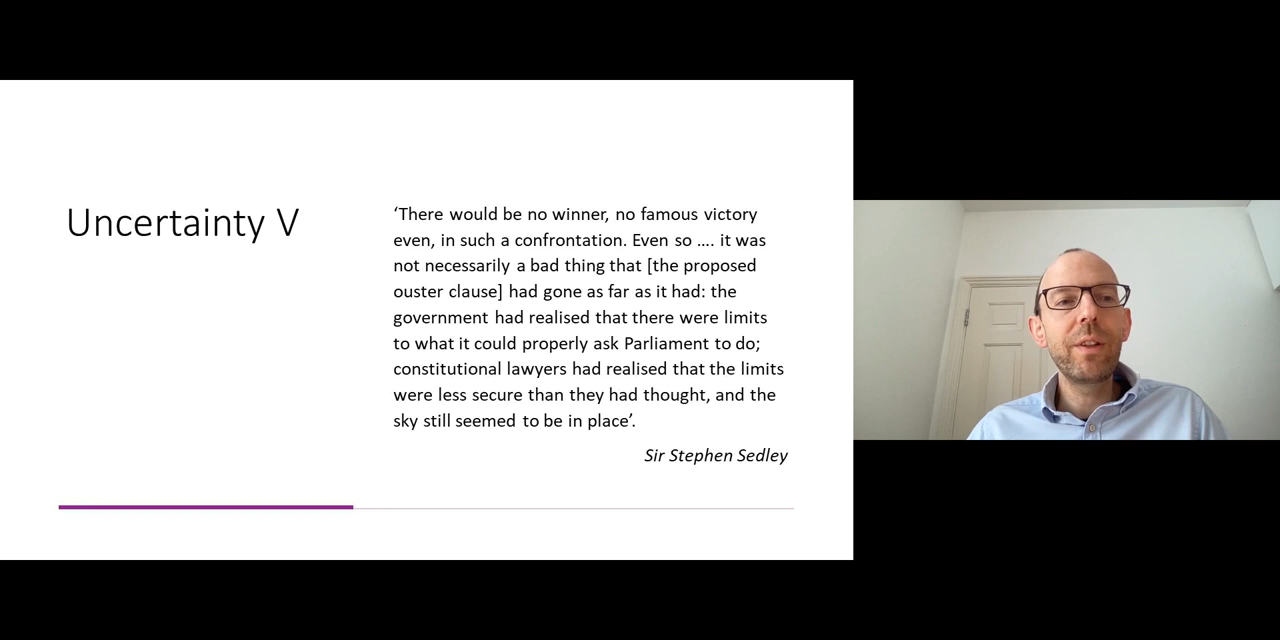 Uncertainty V
‘There would be no winner, no famous victory
even, in such a confrontation. Even so .... it was
not necessarily a bad thing that [the proposed
ouster clause] had gone as far as it had: the
government had realised that there were limits
to what it could properly ask Parliament to do;
constitutional lawyers had realised that the limits
were less secure than they had thought, and the
sky still seemed to be in place’.
Sir Stephen Sedley